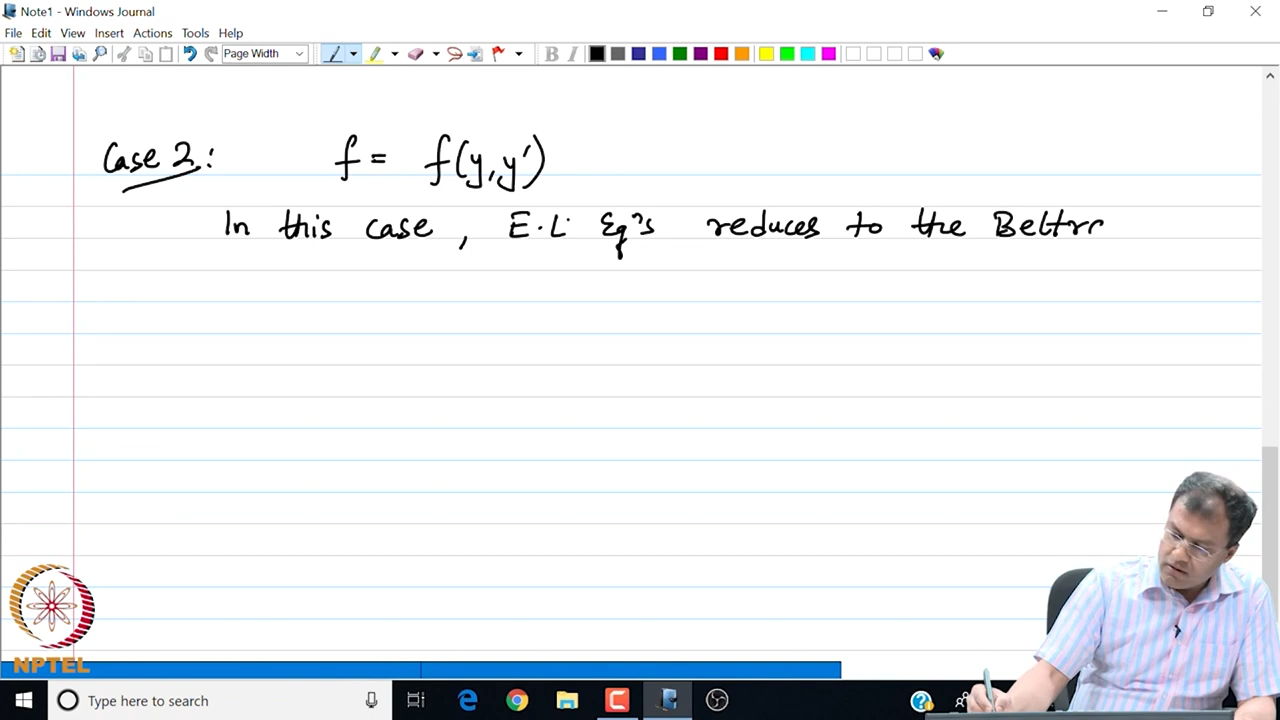 Note1 - Windows Journal
File Edit View Insert Actions Tools Help
Page Width B I
Case 2: f = f(y,y')
In this case, E.L. Eq's reduces to the Beltra
NPTEL
Type here to search